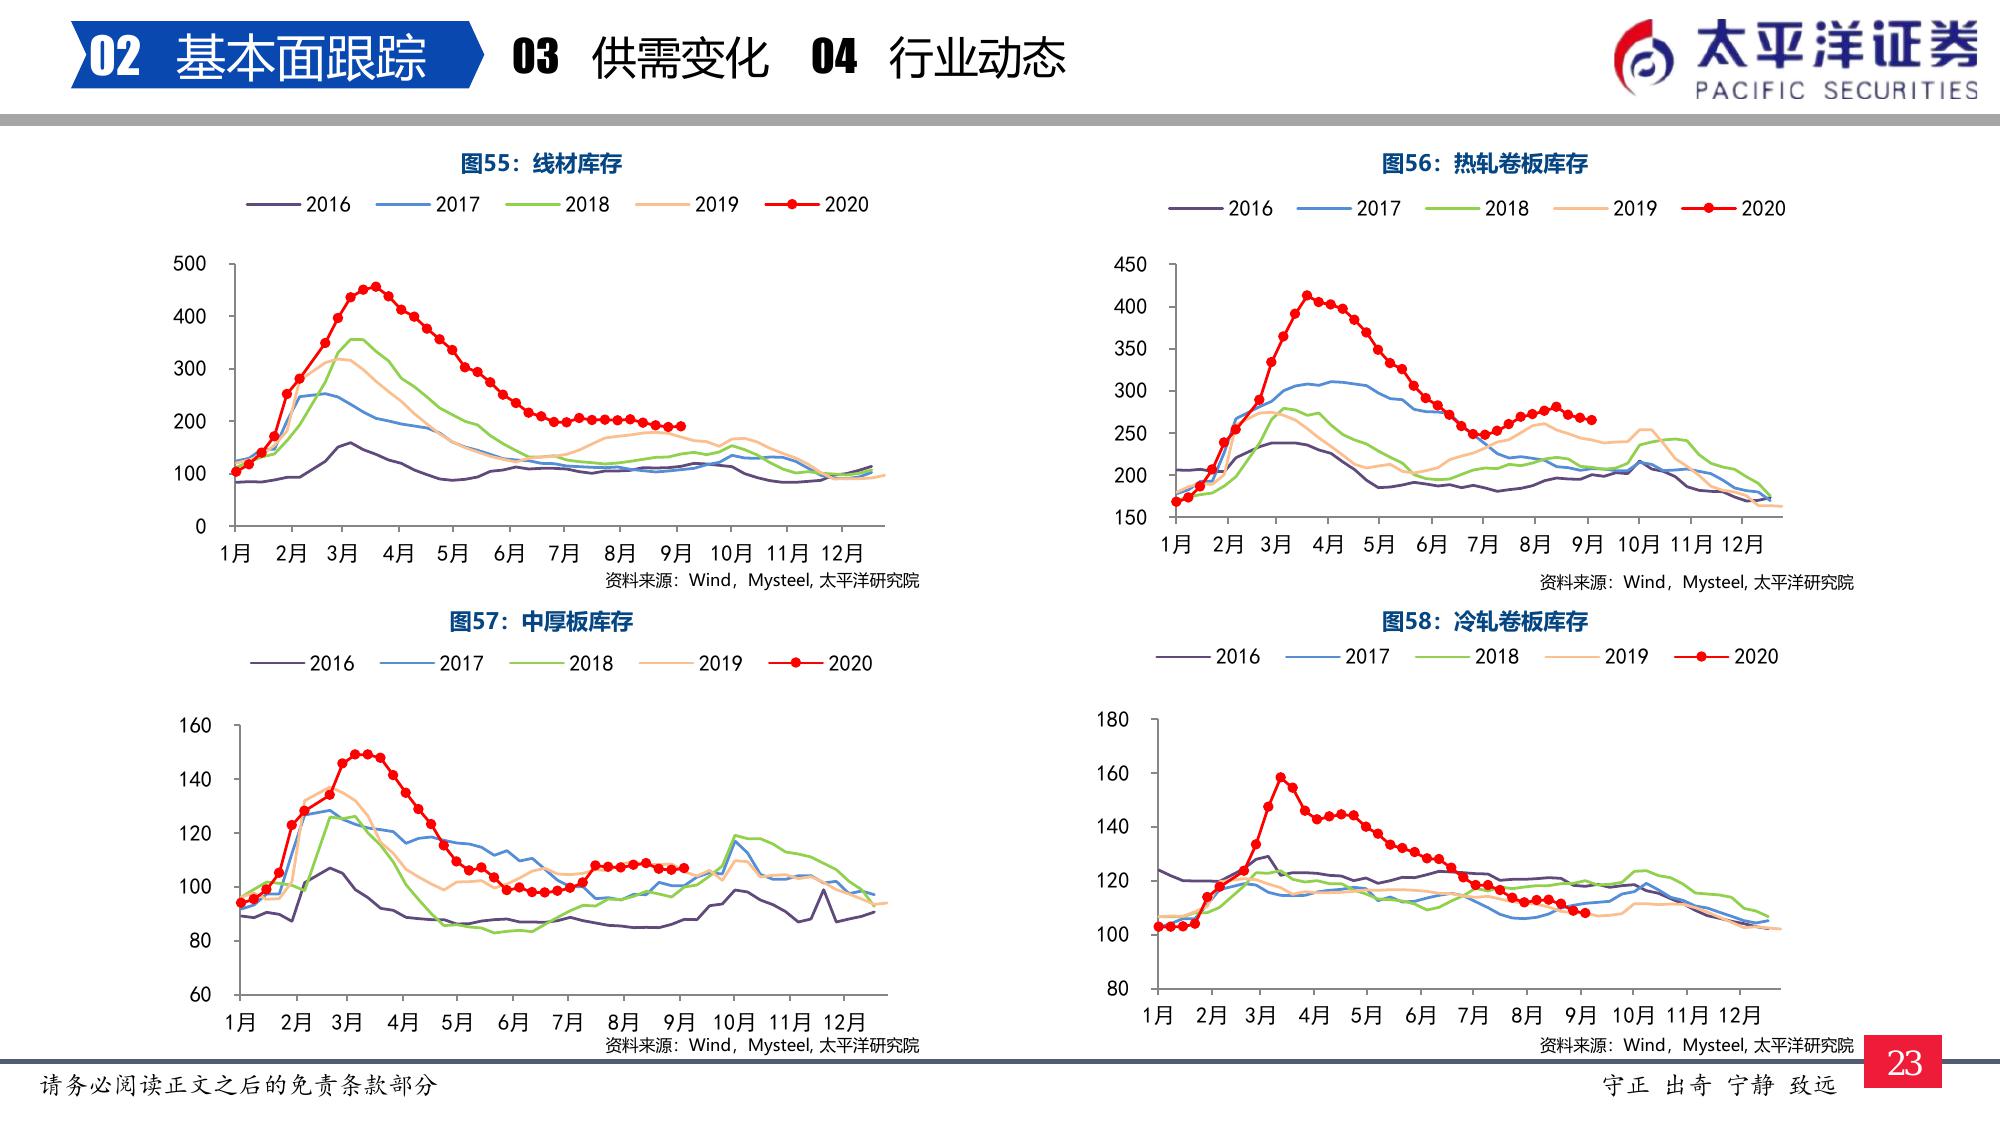 02 基本面跟踪 03 供需变化 04 行业动态
太平洋证券
PACIFIC SECURITIES
图55：线材库存
2016 2017 2018 2019 2020
500
400
300
200
100
0
1月 2月 3月 4月 5月 6月 7月 8月 9月 10月 11月 12月
资料来源：Wind，Mysteel, 太平洋研究院
图56：热轧卷板库存
2016 2017 2018 2019 2020
450
400
350
300
250
200
150
1月 2月 3月 4月 5月 6月 7月 8月 9月 10月 11月 12月
资料来源：Wind，Mysteel, 太平洋研究院
图57：中厚板库存
2016 2017 2018 2019 2020
160
140
120
100
80
60
1月 2月 3月 4月 5月 6月 7月 8月 9月 10月 11月 12月
资料来源：Wind，Mysteel, 太平洋研究院
图58：冷轧卷板库存
2016 2017 2018 2019 2020
180
160
140
120
100
80
1月 2月 3月 4月 5月 6月 7月 8月 9月 10月 11月 12月
资料来源：Wind，Mysteel, 太平洋研究院
请务必阅读正文之后的免责条款部分
守正 出奇 宁静 致远
23